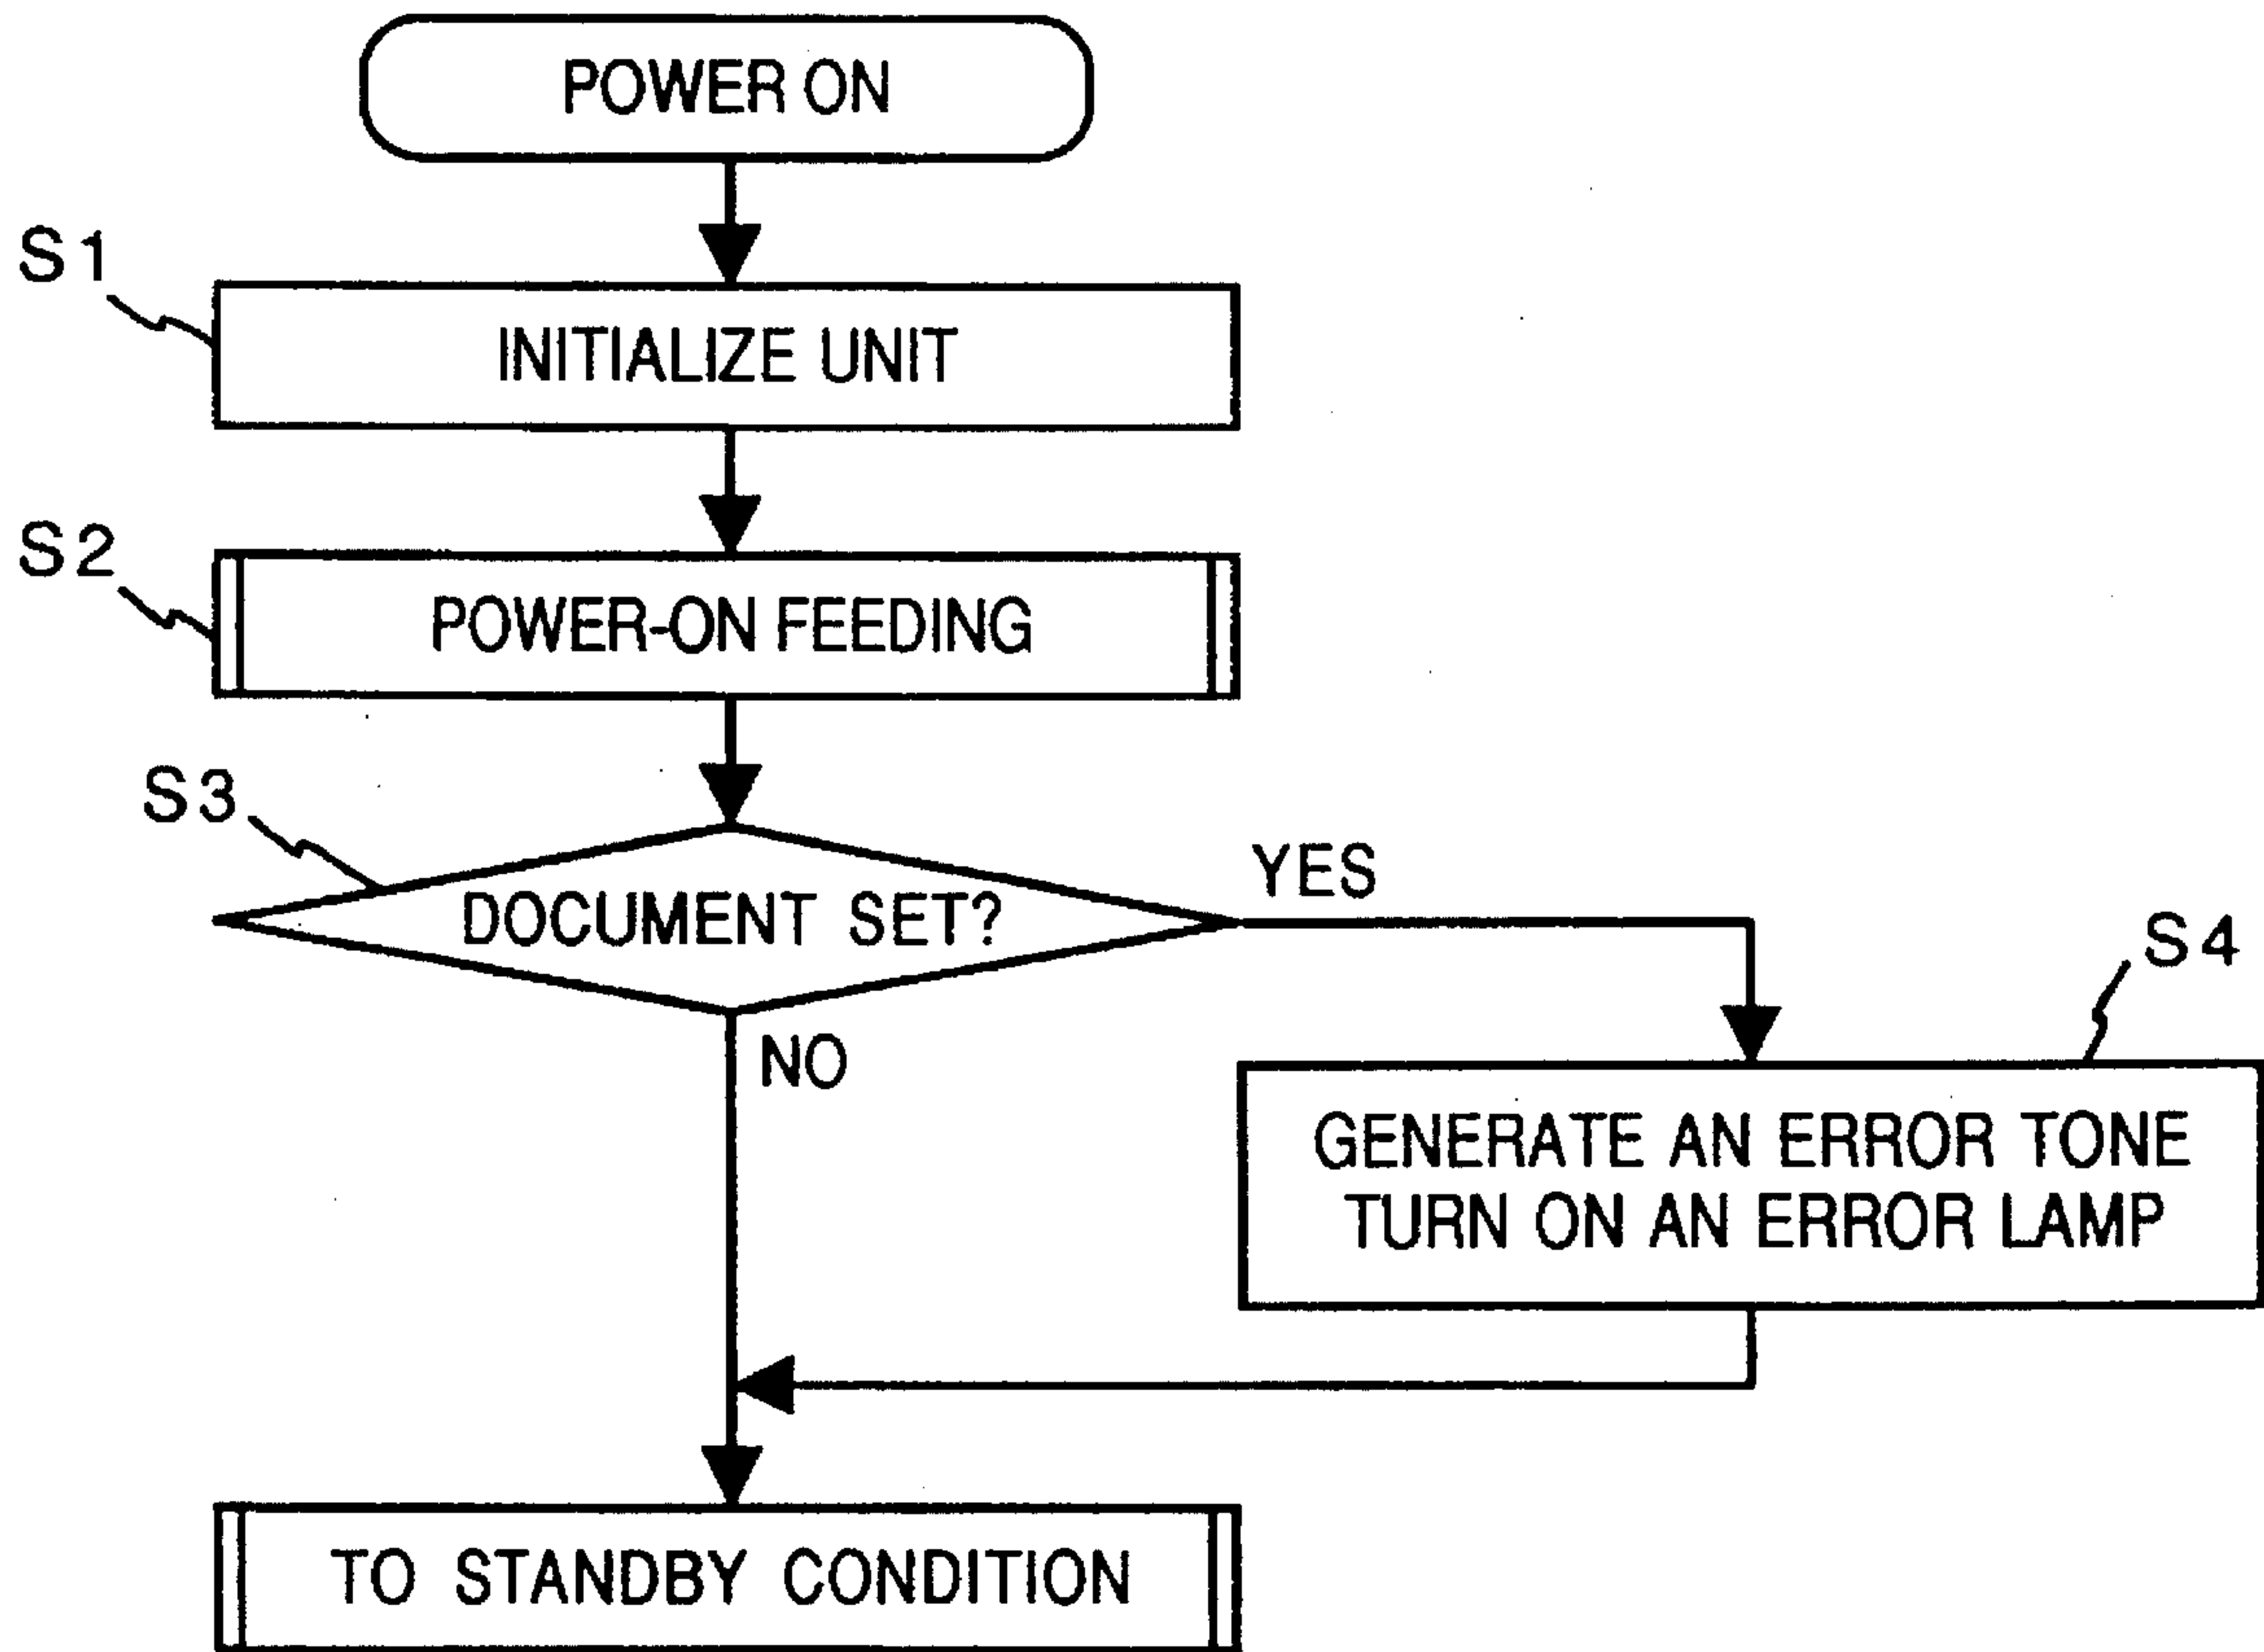 POWER ON
S1
INITIALIZE UNIT
S2
POWER-ON FEEDING
S3
DOCUMENT SET?
YES
NO
S4
GENERATE AN ERROR TONE
TURN ON AN ERROR LAMP
TO STANDBY CONDITION